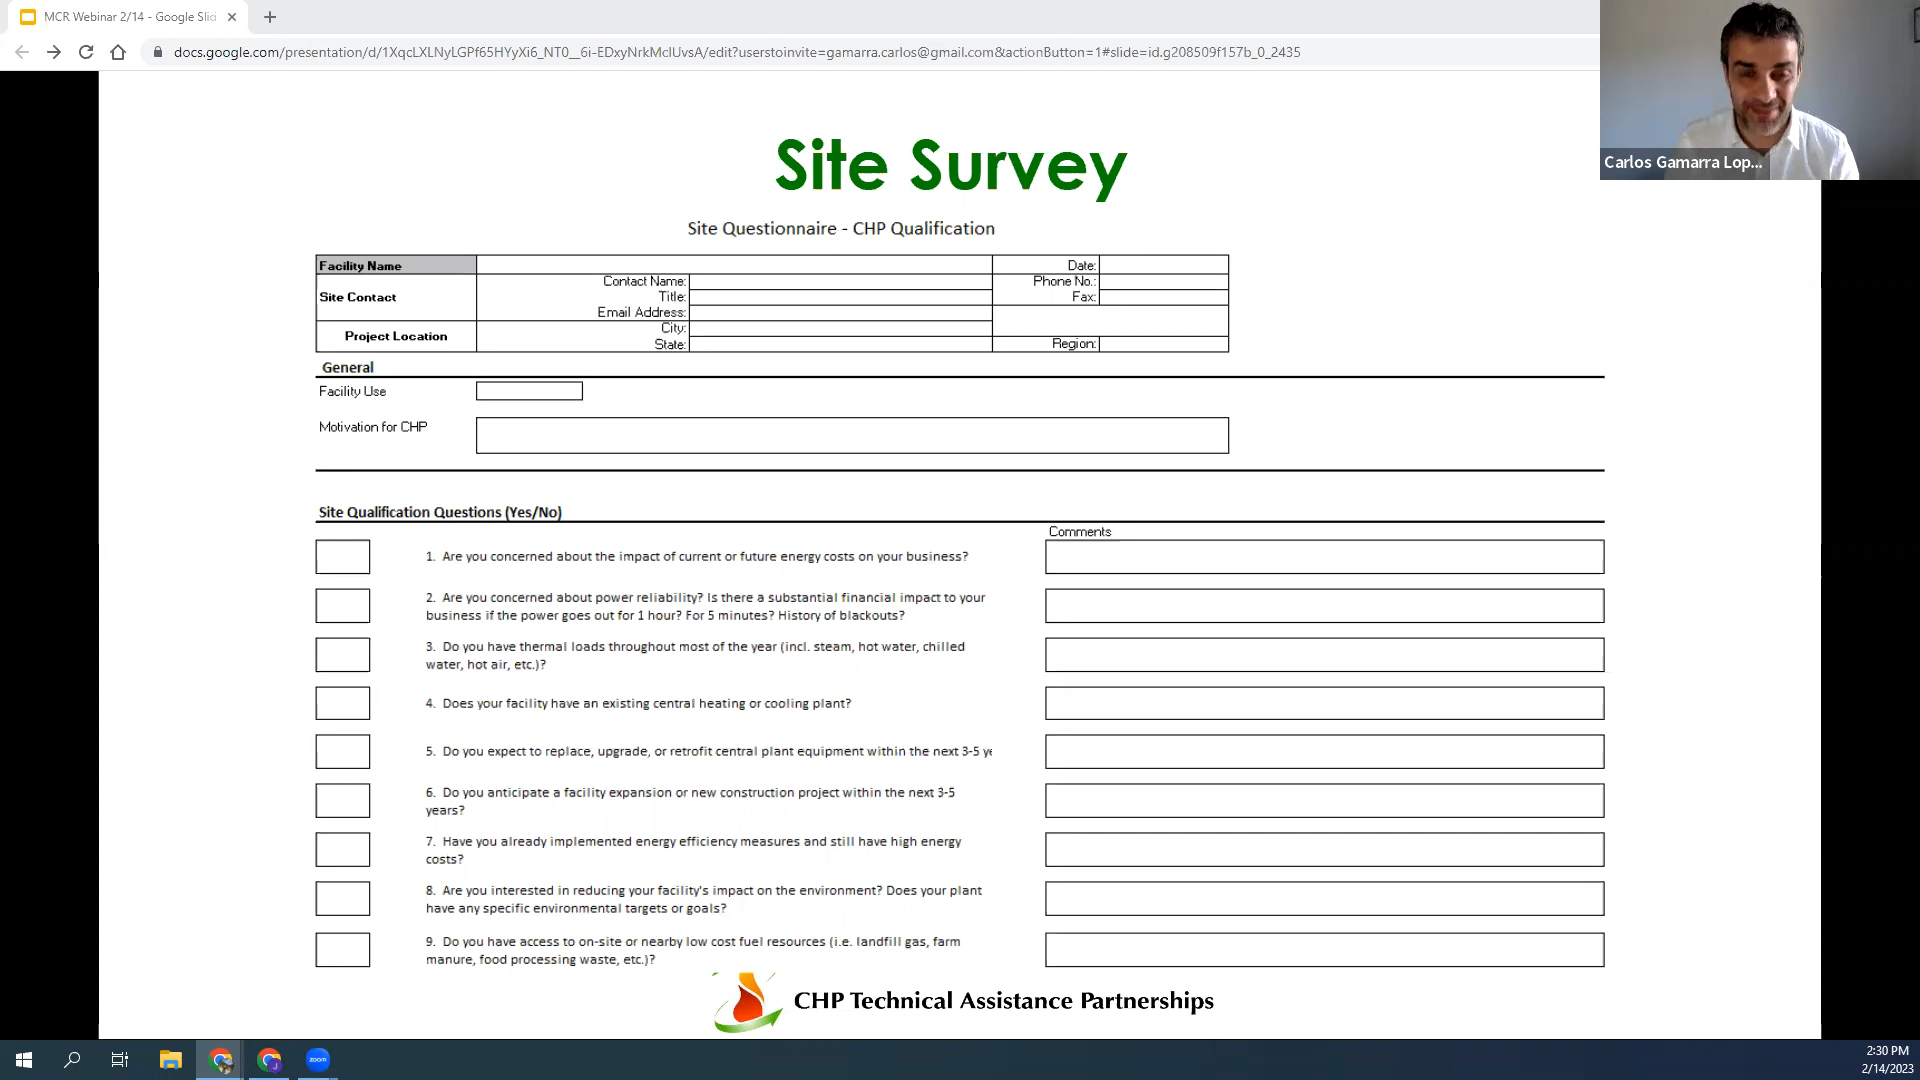 MCR Webinar 2/14 - Google Slid
docs.google.com/presentation/d/1XqcLXLNyLGPf65HYyXi6_NT0__6i-EDxyNrkMclUvsA/edit?userstoinvite=gamarra.carlos@gmail.com&actionButton=1#slide=id.g208509f157b_0_2435
Carlos Gamarra Lop...
Site Survey
Site Questionnaire - CHP Qualification
Facility Name
Date:
Site Contact
Contact Name:
Phone No.:
Title:
Fax:
Email Address:
Project Location
City:
State:
Region:
General
Facility Use
Motivation for CHP
Site Qualification Questions (Yes/No)
Comments
1. Are you concerned about the impact of current or future energy costs on your business?
2. Are you concerned about power reliability? Is there a substantial financial impact to your
business if the power goes out for 1 hour? For 5 minutes? History of blackouts?
3. Do you have thermal loads throughout most of the year (incl. steam, hot water, chilled
water, hot air, etc.)?
4. Does your facility have an existing central heating or cooling plant?
5. Do you expect to replace, upgrade, or retrofit central plant equipment within the next 3-5 ye
6. Do you anticipate a facility expansion or new construction project within the next 3-5
years?
7. Have you already implemented energy efficiency measures and still have high energy
costs?
8. Are you interested in reducing your facility's impact on the environment? Does your plant
have any specific environmental targets or goals?
9. Do you have access to on-site or nearby low cost fuel resources (i.e. landfill gas, farm
manure, food processing waste, etc.)?
CHP Technical Assistance Partnerships
zoom
2:30 PM
2/14/2023